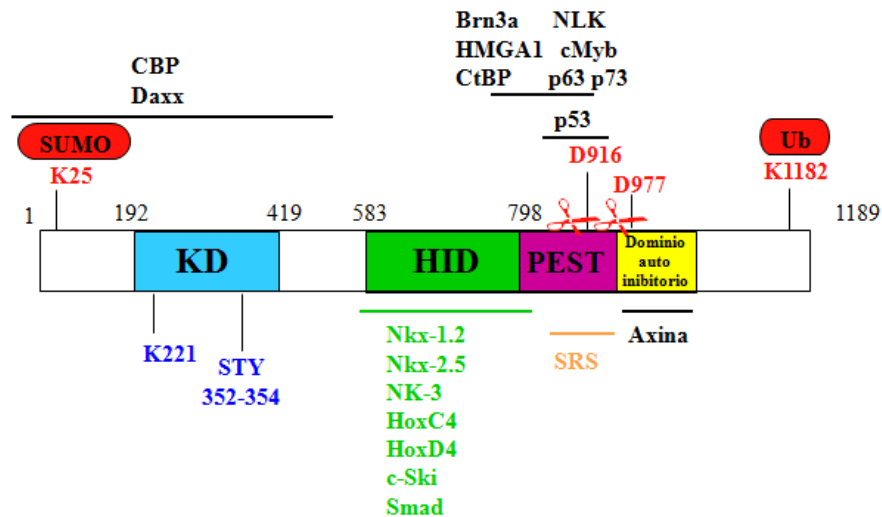 Brn3a NLK
HMGA1 cMyb
CtBP p63 p73
CBP
Daxx
p53
SUMO
Ub
K25
D916
D977
K1182
1 192 419 583 798 1189
KD HID PEST
Dominio
auto
inibitorio
K221
STY
352-354
Nkx-1.2
Nkx-2.5
NK-3
HoxC4
HoxD4
c-Ski
Smad
SRS
Axina